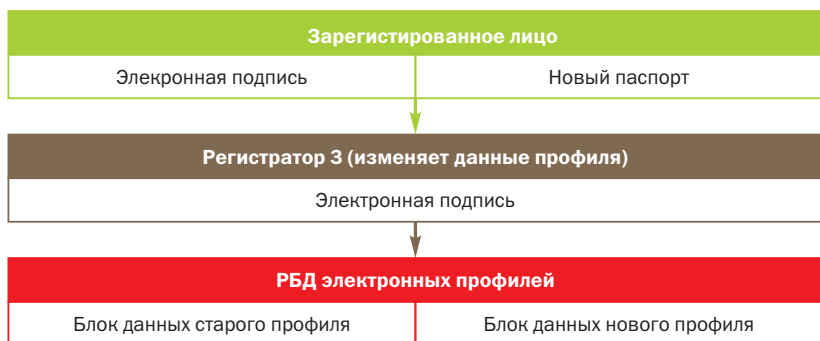 Зарегистированное лицо
Элекронная подпись Новый паспорт
Регистратор 3 (изменяет данные профиля)
Электронная подпись
РБД электронных профилей
Блок данных старого профиля Блок данных нового профиля